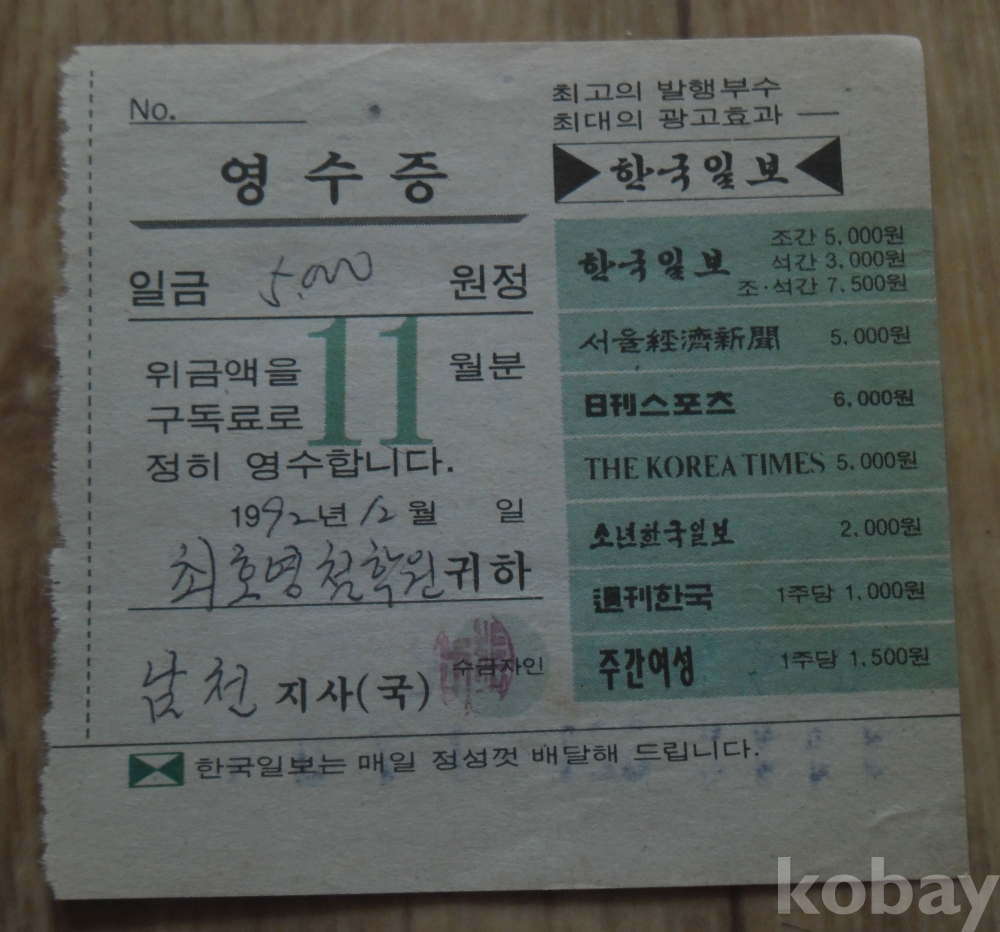 No.
영 수 증
일금 5,000 원정
위금액을 11 월분
구독료로
정히 영수합니다.
1992년 12월 일
최호영철학원 귀하
남천 지사(국) 수금자인
최고의 발행부수
최대의 광고효과
한국일보
한국일보 조간 5,000원
석간 3,000원
조·석간 7,500원
서울經濟新聞 5,000원
日刊스포츠 6,000원
THE KOREA TIMES 5,000원
소년한국일보 2,000원
週刊한국 1주당 1,000원
주간여성 1주당 1,500원
한국일보는 매일 정성껏 배달해 드립니다.
kobay